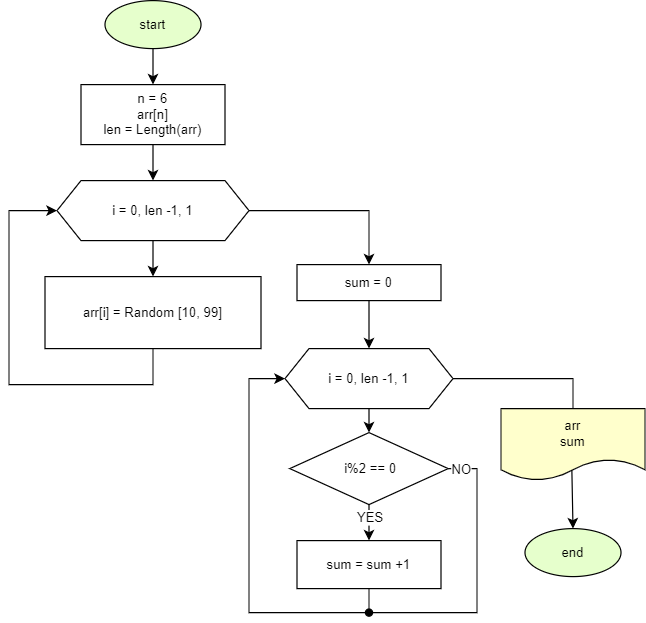 start
n = 6
arr[n]
len = Length(arr)
i = 0, len -1, 1
arr[i] = Random [10, 99]
sum = 0
i = 0, len -1, 1
i%2 == 0
NO
YES
sum = sum +1
arr
sum
end